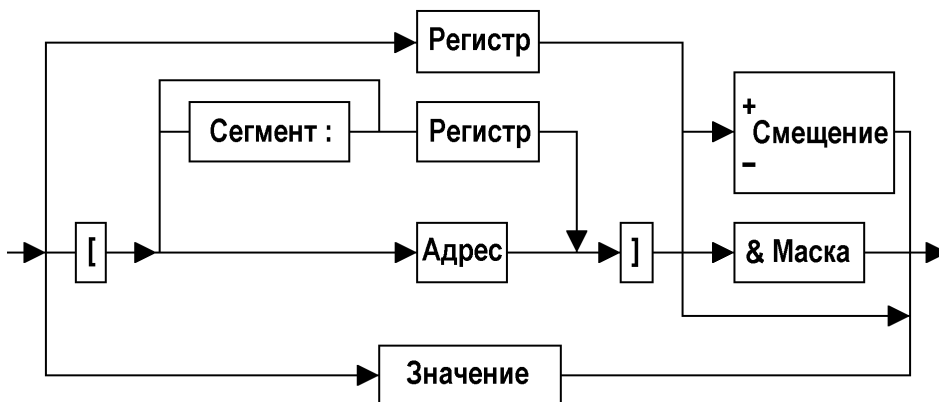 Регистр
+
Смещение
–
Сегмент :
Регистр
[
Адрес
]
& Маска
Значение